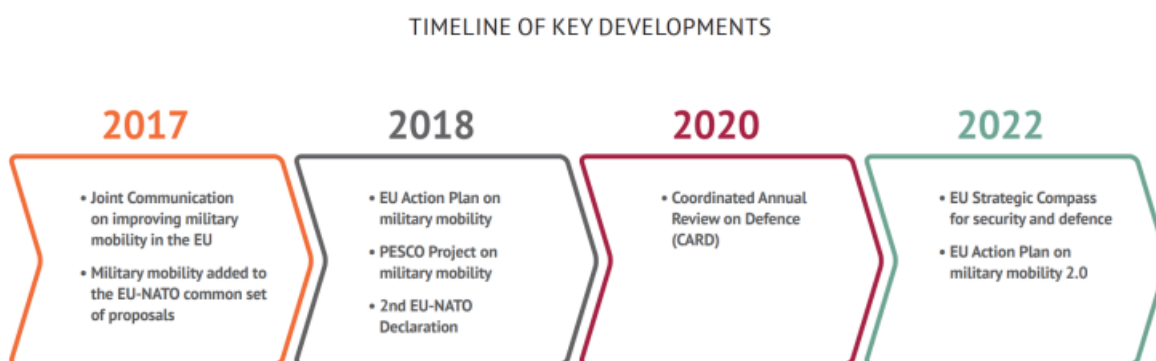 TIMELINE OF KEY DEVELOPMENTS
2017
• Joint Communication
on improving military
mobility in the EU
• Military mobility added to
the EU-NATO common set
of proposals
2018
• EU Action Plan on
military mobility
• PESCO Project on
military mobility
• 2nd EU-NATO
Declaration
2020
• Coordinated Annual
Review on Defence
(CARD)
2022
• EU Strategic Compass
for security and defence
• EU Action Plan on
military mobility 2.0